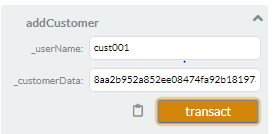 addCustomer
_userName: cust001
_customerData: 8aa2b952a852ee08474fa92b18197
transact